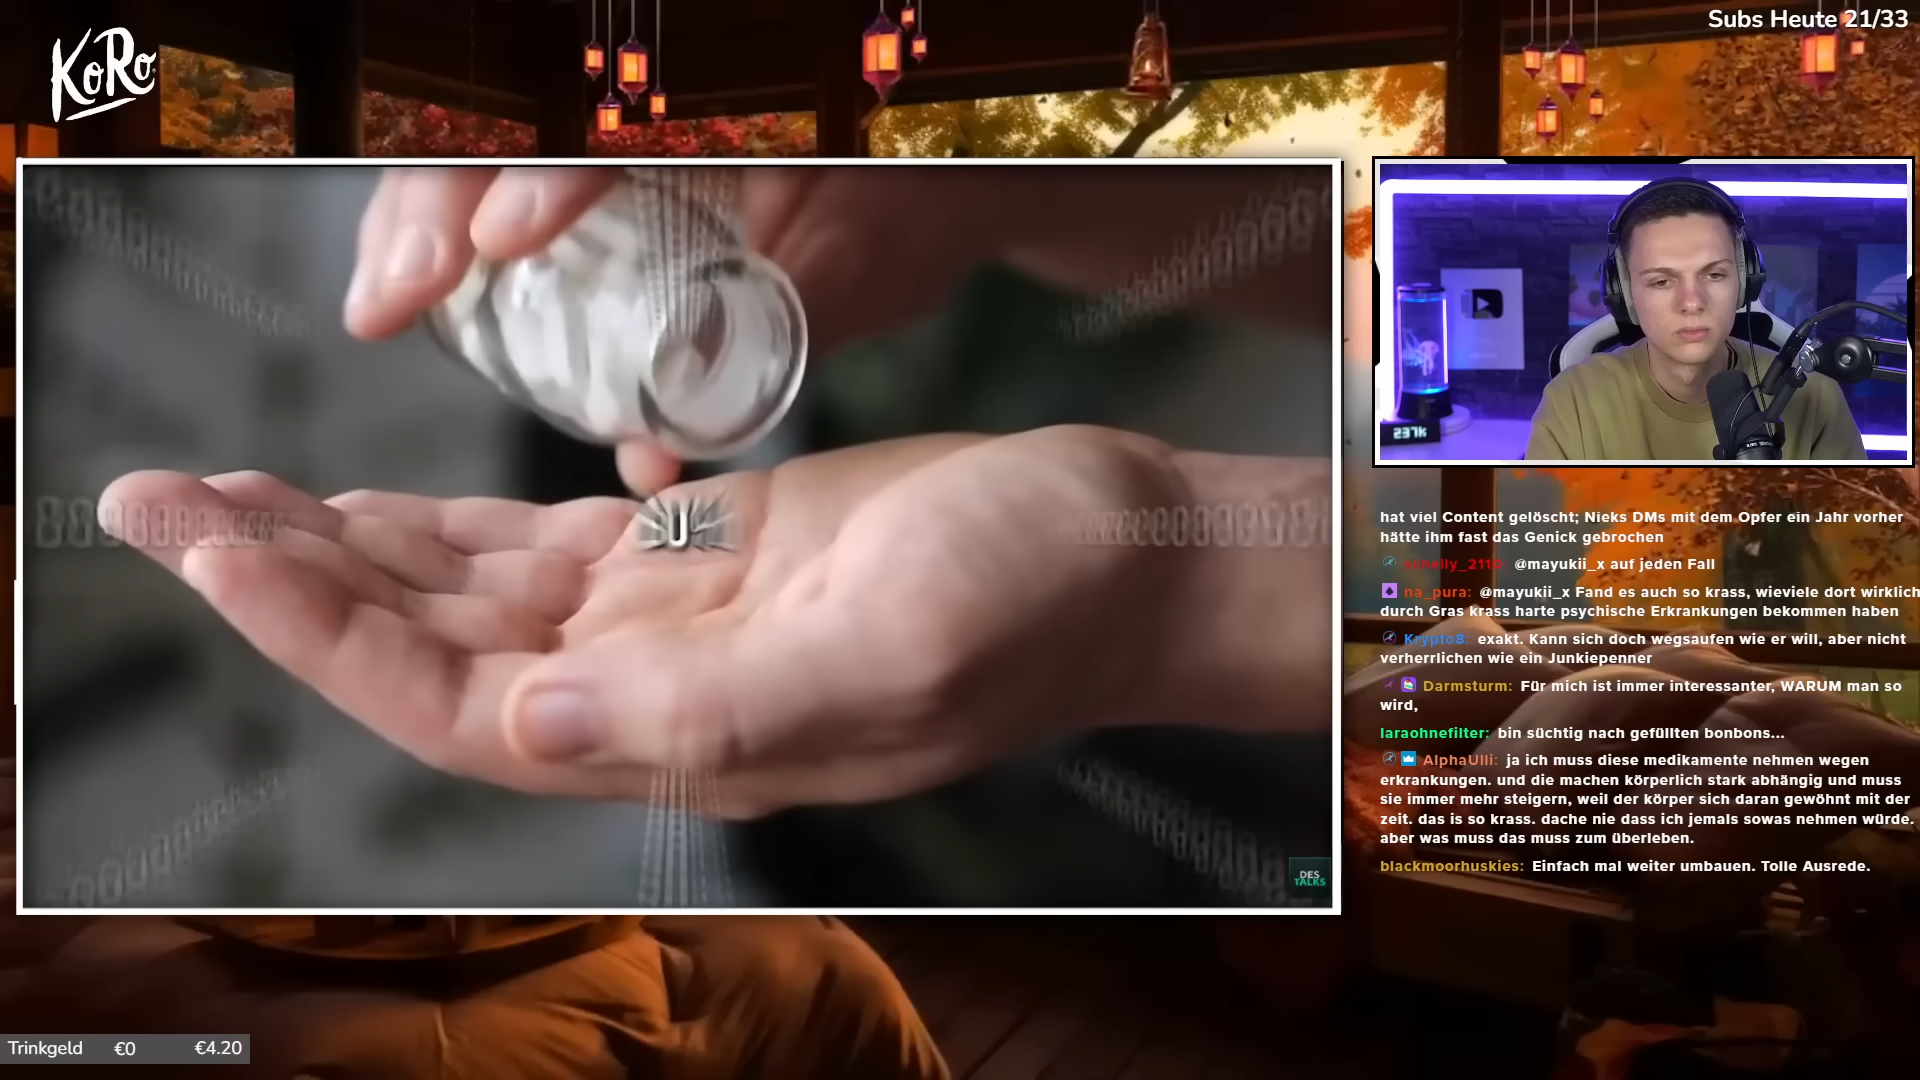 Subs Heute 21/33
KoRo
237K
DES
TALKS
hat viel Content gelöscht; Nieks DMs mit dem Opfer ein Jahr vorher
hätte ihm fast das Genick gebrochen
schelly_2110: @mayukii_x auf jeden Fall
na_pura: @mayukii_x Fand es auch so krass, wieviele dort wirklich
durch Gras krass harte psychische Erkrankungen bekommen haben
Krypto8: exakt. Kann sich doch wegsaufen wie er will, aber nicht
verherrlichen wie ein Junkiepenner
Darmsturm: Für mich ist immer interessanter, WARUM man so
wird,
laraohnefilter: bin süchtig nach gefüllten bonbons...
AlphaUlli: ja ich muss diese medikamente nehmen wegen
erkrankungen. und die machen körperlich stark abhängig und muss
sie immer mehr steigern, weil der körper sich daran gewöhnt mit der
zeit. das is so krass. dache nie dass ich jemals sowas nehmen würde.
aber was muss das muss zum überleben.
blackmoorhuskies: Einfach mal weiter umbauen. Tolle Ausrede.
Trinkgeld €0 €4.20